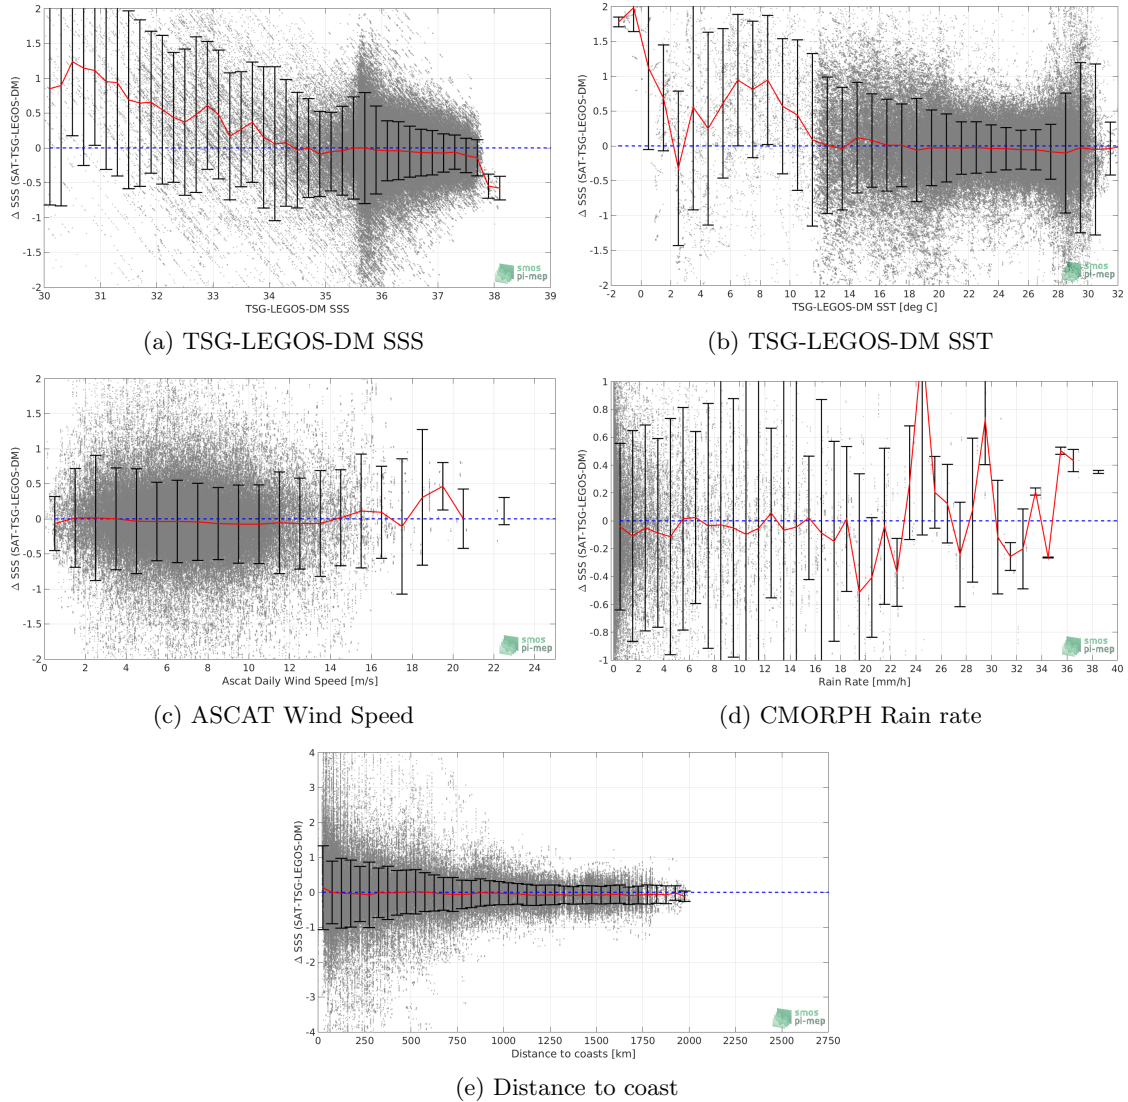 2
1.5
1
0.5
0
-0.5
-1
-1.5
-2
Δ SSS (SAT-TSG-LEGOS-DM)
30 31 32 33 34 35 36 37 38 39
TSG-LEGOS-DM SSS
smos
pi-mep
(a) TSG-LEGOS-DM SSS
2
1.5
1
0.5
0
-0.5
-1
-1.5
-2
Δ SSS (SAT-TSG-LEGOS-DM)
-2 0 2 4 6 8 10 12 14 16 18 20 22 24 26 28 30 32
TSG-LEGOS-DM SST [deg C]
smos
pi-mep
(b) TSG-LEGOS-DM SST
2
1.5
1
0.5
0
-0.5
-1
-1.5
-2
Δ SSS (SAT-TSG-LEGOS-DM)
0 2 4 6 8 10 12 14 16 18 20 22 24
Ascat Daily Wind Speed [m/s]
smos
pi-mep
(c) ASCAT Wind Speed
1
0.8
0.6
0.4
0.2
0
-0.2
-0.4
-0.6
-0.8
-1
Δ SSS (SAT-TSG-LEGOS-DM)
0 2 4 6 8 10 12 14 16 18 20 22 24 26 28 30 32 34 36 38 40
Rain Rate [mm/h]
smos
pi-mep
(d) CMORPH Rain rate
4
3
2
1
0
-1
-2
-3
-4
Δ SSS (SAT-TSG-LEGOS-DM)
0 250 500 750 1000 1250 1500 1750 2000 2250 2500 2750
Distance to coasts [km]
smos
pi-mep
(e) Distance to coast